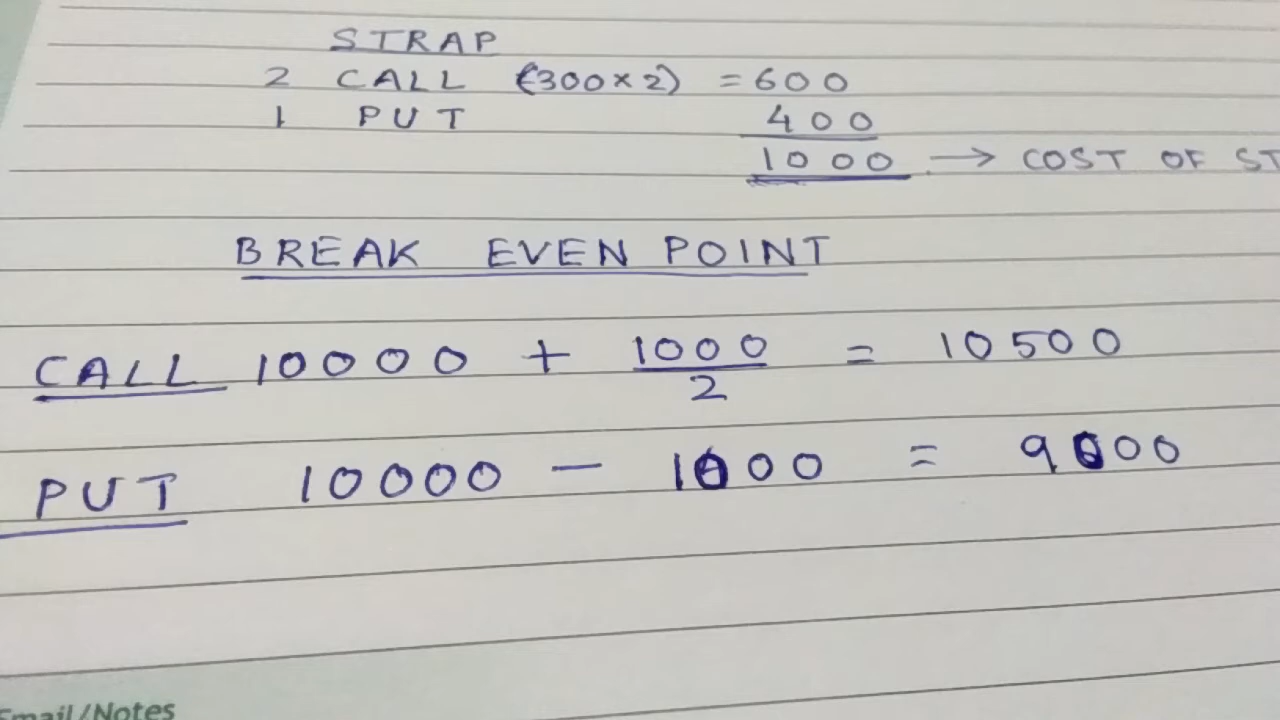 STRAP
2 CALL (300×2) = 600
1 PUT 400
1000 → COST OF ST
BREAK EVEN POINT
CALL 10000 + 1000/2 = 10500
PUT 10000 - 1000 = 9000
Email/Notes